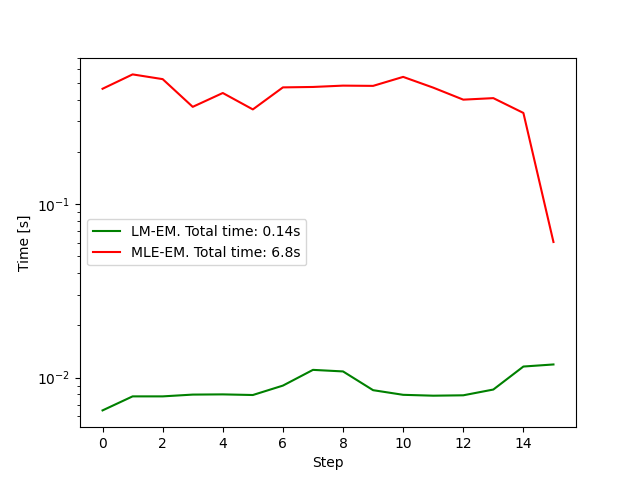 10⁻¹
10⁻²
Time [s]
LM-EM. Total time: 0.14s
MLE-EM. Total time: 6.8s
0 2 4 6 8 10 12 14
Step